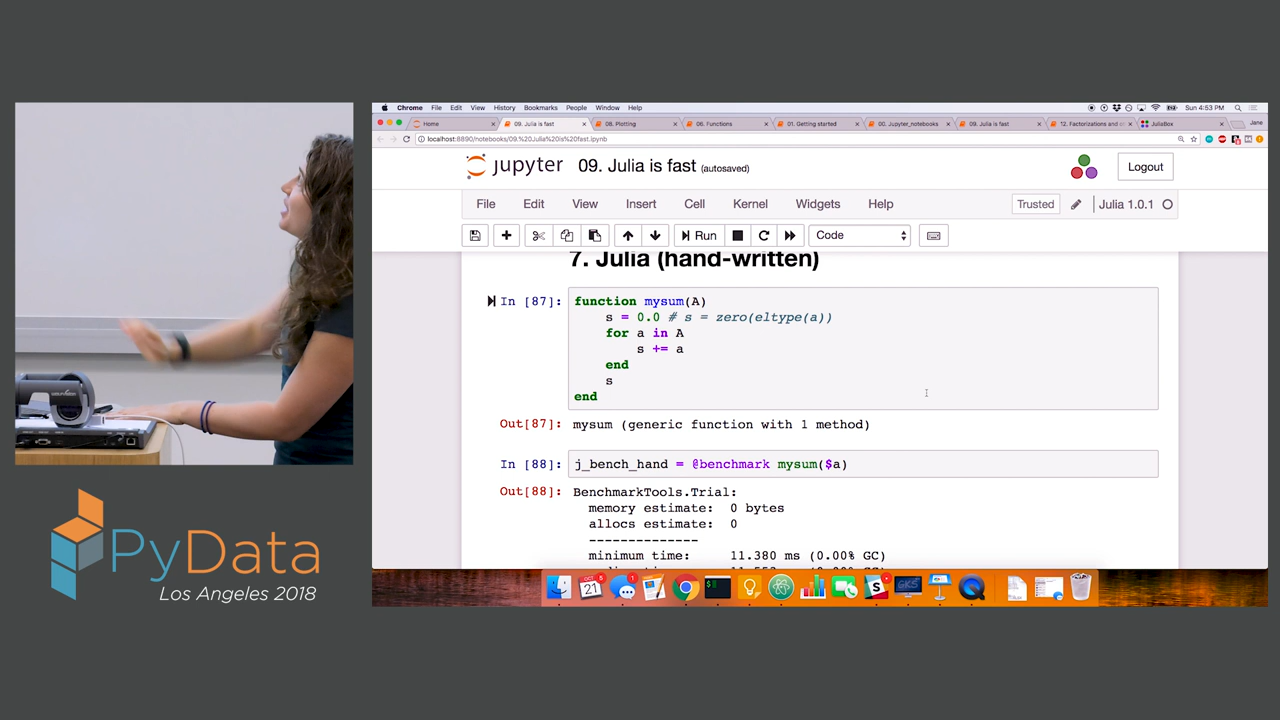 Chrome File Edit View History Bookmarks People Window Help
Sun 4:53 PM
Home
09. Julia is fast
08. Plotting
06. Functions
01. Getting started
00. Jupyter_notebooks
09. Julia is fast
12. Factorizations and
JuliaBox
Jane
localhost:8890/notebooks/09.%20Julia%20is%20fast.ipynb
jupyter 09. Julia is fast (autosaved)
Logout
File Edit View Insert Cell Kernel Widgets Help
Trusted Julia 1.0.1
Run
Code
7. Julia (hand-written)
In [87]: function mysum(A)
s = 0.0 # s = zero(eltype(a))
for a in A
s += a
end
s
end
Out[87]: mysum (generic function with 1 method)
In [88]: j_bench_hand = @benchmark mysum($a)
Out[88]: BenchmarkTools.Trial:
memory estimate: 0 bytes
allocs estimate: 0
--------------
minimum time: 11.380 ms (0.00% GC)
PyData
Los Angeles 2018